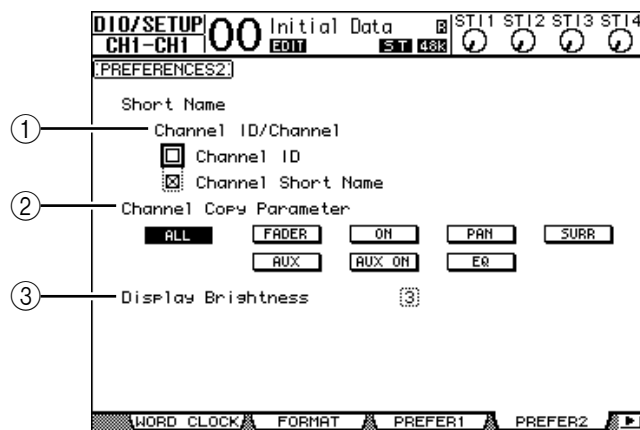 DIO/SETUP
CH1-CH1
00
Initial Data R
EDIT ST 48K
STI1 STI2 STI3 STI4
PREFERENCES2
Short Name
① Channel ID/Channel
Channel ID
Channel Short Name
② Channel Copy Parameter
ALL FADER ON PAN SURR
AUX AUX ON EQ
③ Display Brightness 3
WORD CLOCK FORMAT PREFER1 PREFER2